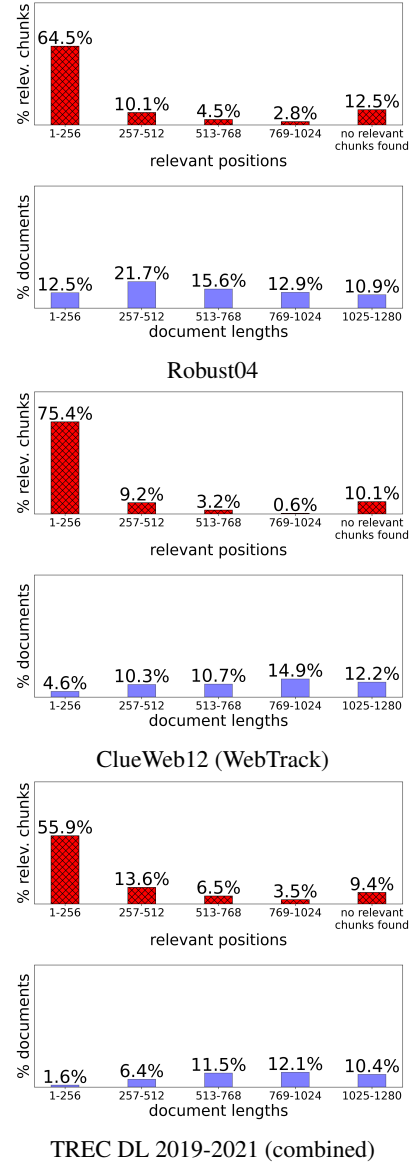 % relev. chunks
64.5%
10.1%
4.5%
2.8%
12.5%
1-256
257-512
513-768
769-1024
no relevant
chunks found
relevant positions
% documents
12.5%
21.7%
15.6%
12.9%
10.9%
1-256
257-512
513-768
769-1024
1025-1280
document lengths
Robust04
% relev. chunks
75.4%
9.2%
3.2%
0.6%
10.1%
1-256
257-512
513-768
769-1024
no relevant
chunks found
relevant positions
% documents
4.6%
10.3%
10.7%
14.9%
12.2%
1-256
257-512
513-768
769-1024
1025-1280
document lengths
ClueWeb12 (WebTrack)
% relev. chunks
55.9%
13.6%
6.5%
3.5%
9.4%
1-256
257-512
513-768
769-1024
no relevant
chunks found
relevant positions
% documents
1.6%
6.4%
11.5%
12.1%
10.4%
1-256
257-512
513-768
769-1024
1025-1280
document lengths
TREC DL 2019-2021 (combined)